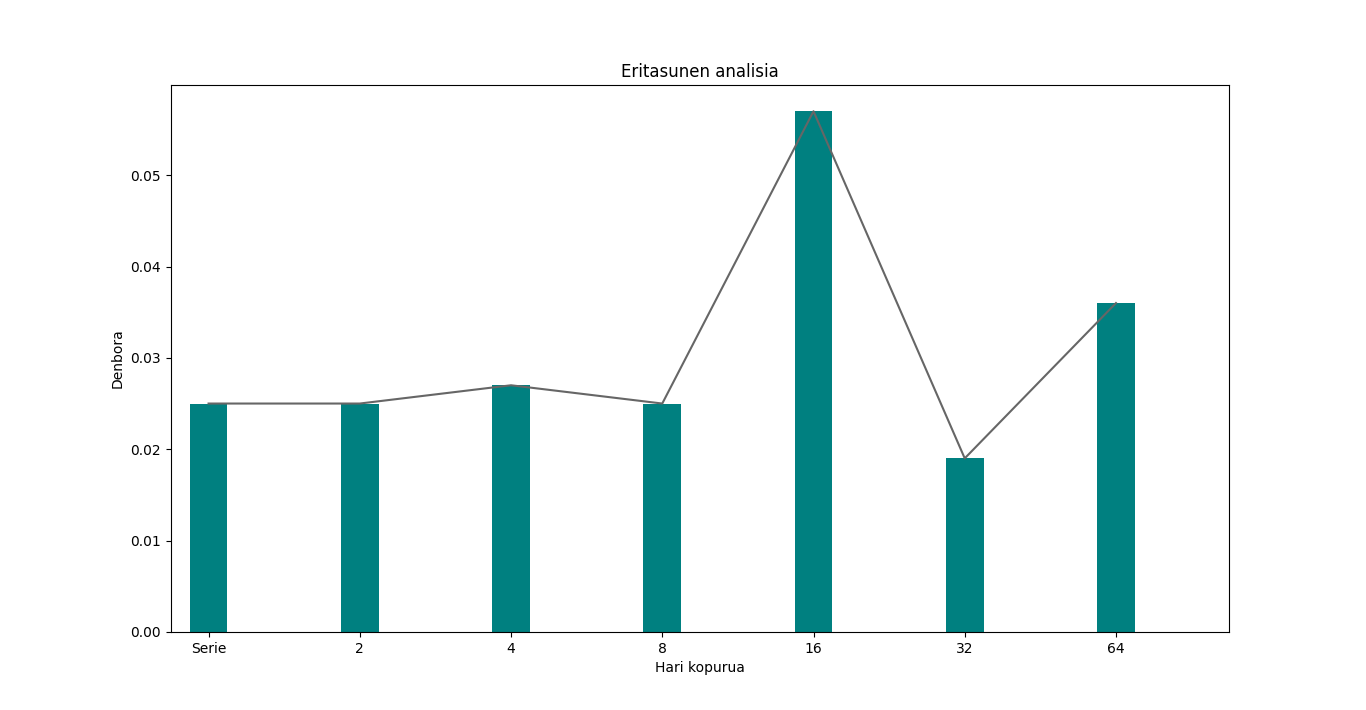 Eritasunen analisia
0.05
0.04
0.03
0.02
0.01
0.00
Denbora
Serie 2 4 8 16 32 64
Hari kopurua